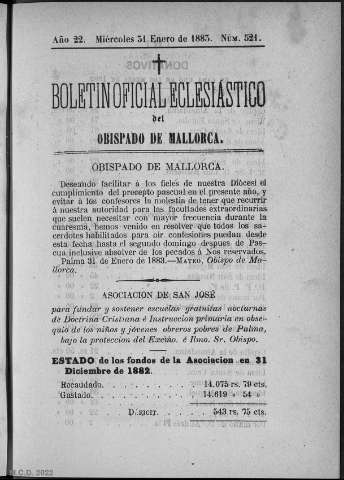 Año 22. Miércoles 31 Enero de 1883. NÚM. 521.
BOLETIN OFICIAL ECLESIÁSTICO
del
OBISPADO DE MALLORCA.
OBISPADO DE MALLORCA.
Deseando facilitar á los fieles de nuestra Diócesi el
cumplimiento del precepto pascual en el presente año, y
evitar á los confesores la molestia de tener que recurrir
á nuestra autoridad para las facultades extraordinarias
que suelen necesitar con mayor frecuencia durante la
cuaresma, hemos venido en resolver que todos los sa-
cerdotes habilitados para oir confesiones puedan desde
esta fecha hasta el segundo domingo despues de Pas-
cua inclusive absolver de los pecados á Nos reservados.
Palma 31 de Enero de 1883.—MATEO, Obispo de Ma-
llorca.
ASOCIACION DE SAN JOSÉ
para fundar y sostener escuelas gratuitas nocturnas
de Doctrina Cristiana é Instruccion primaria en obse-
quio de los niños y jóvenes obreros pobres de Palma,
bajo la proteccion del Excmo. é Ilmo. Sr. Obispo.
ESTADO de los fondos de la Asociacion en 31
Diciembre de 1882.
Recaudado. . . . . . . . . . 14.075 rs. 79 cts.
Gastado. . . . . . . . . . . 14.619 » 54 »
DÉFICIT. . . . . . 543 rs. 75 cts.
M.C.D. 2022